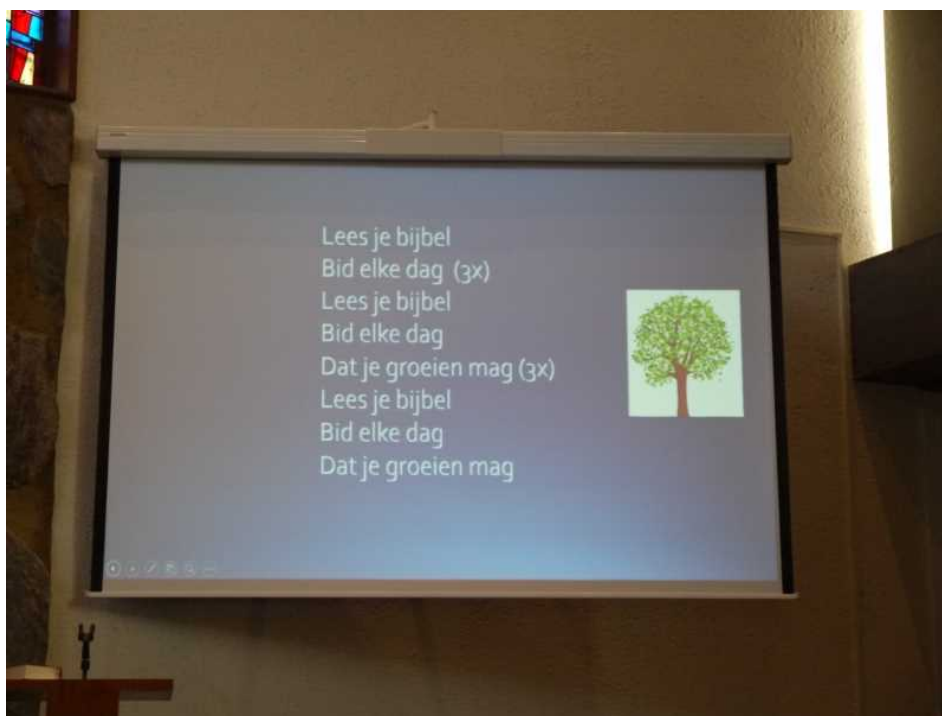 Lees je bijbel
Bid elke dag (3x)
Lees je bijbel
Bid elke dag
Dat je groeien mag (3x)
Lees je bijbel
Bid elke dag
Dat je groeien mag